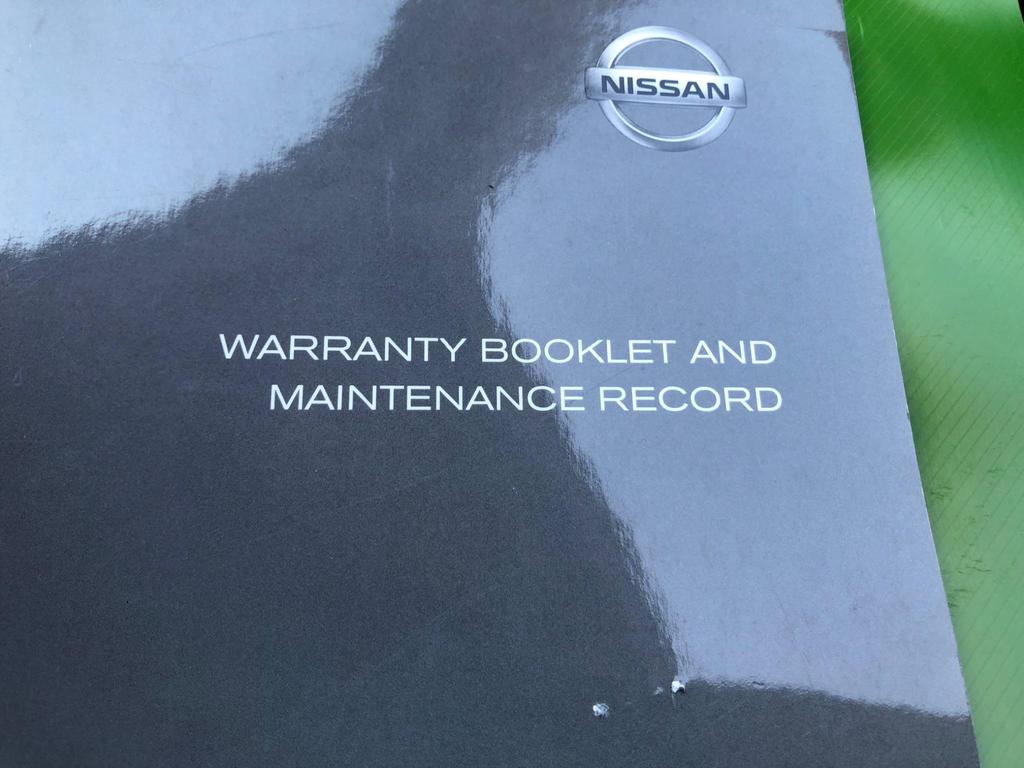 NISSAN
WARRANTY BOOKLET AND
MAINTENANCE RECORD